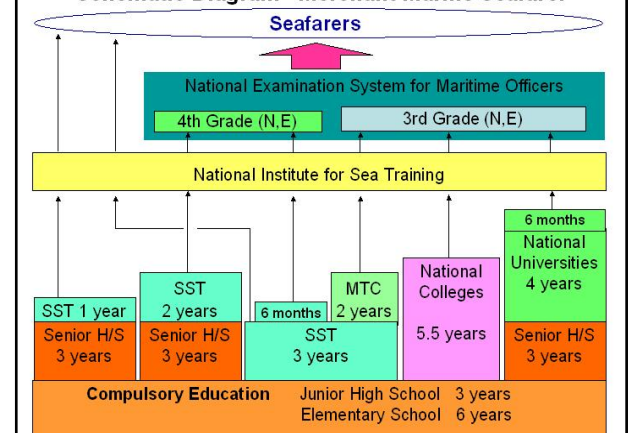 Seafarers
National Examination System for Maritime Officers
4th Grade (N,E)
3rd Grade (N,E)
National Institute for Sea Training
6 months
National
Universities
4 years
SST
2 years
MTC
2 years
National
Colleges
5.5 years
SST 1 year
6 months
Senior H/S
3 years
Senior H/S
3 years
SST
3 years
Senior H/S
3 years
Compulsory Education Junior High School 3 years
Elementary School 6 years